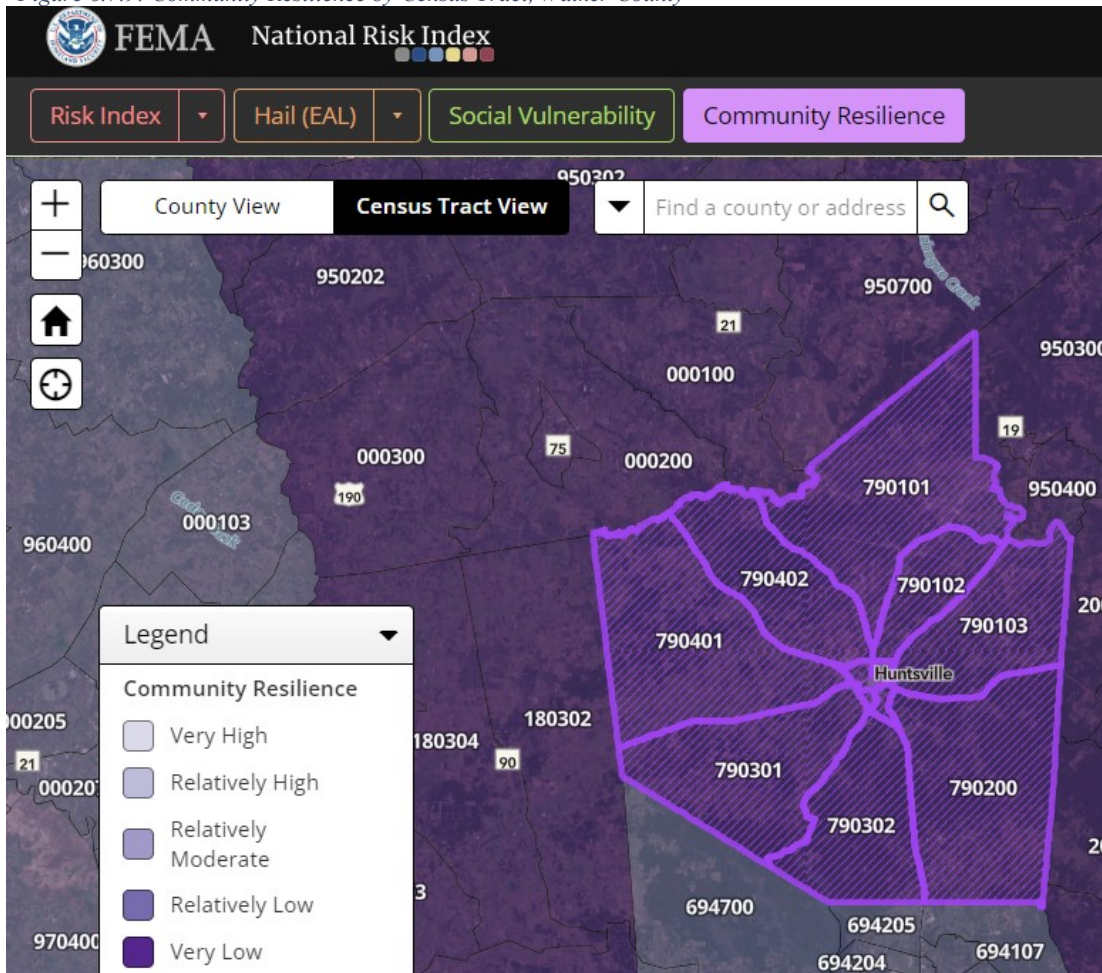 FEMA National Risk Index
Risk Index Hail (EAL) Social Vulnerability Community Resilience
950302
+ County View Census Tract View Find a county or address
−
960300
950202
950700
21
950300
000100
19
000300
75
000200
790101
950400
190
000103
960400
790402
790102
790103
790401
Huntsville
Legend
Community Resilience
000205
Very High
180302
180304
21
90
790301
Relatively High
790200
Relatively
Moderate
790302
Relatively Low
694700
694205
970400
Very Low
694204
694107